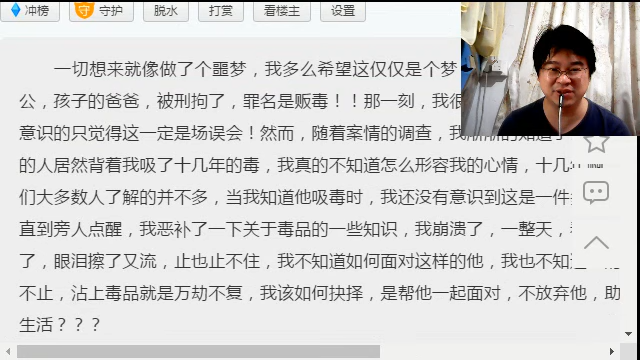 冲榜 守 守护 脱水 打赏 看楼主 设置
一切想来就像做了个噩梦，我多么希望这仅仅是个梦
公，孩子的爸爸，被刑拘了，罪名是贩毒！！那一刻，我
意识的只觉得这一定是场误会！然而，随着案情的调查，我
的人居然背着我吸了十几年的毒，我真的不知道怎么形容我的心情，十几
们大多数人了解的并不多，当我知道他吸毒时，我还没有意识到这是一件
直到旁人点醒，我恶补了一下关于毒品的一些知识，我崩溃了，一整天，
了，眼泪擦了又流，止也止不住，我不知道如何面对这样的他，我也不知
不止，沾上毒品就是万劫不复，我该如何抉择，是帮他一起面对，不放弃他，助
生活？？？